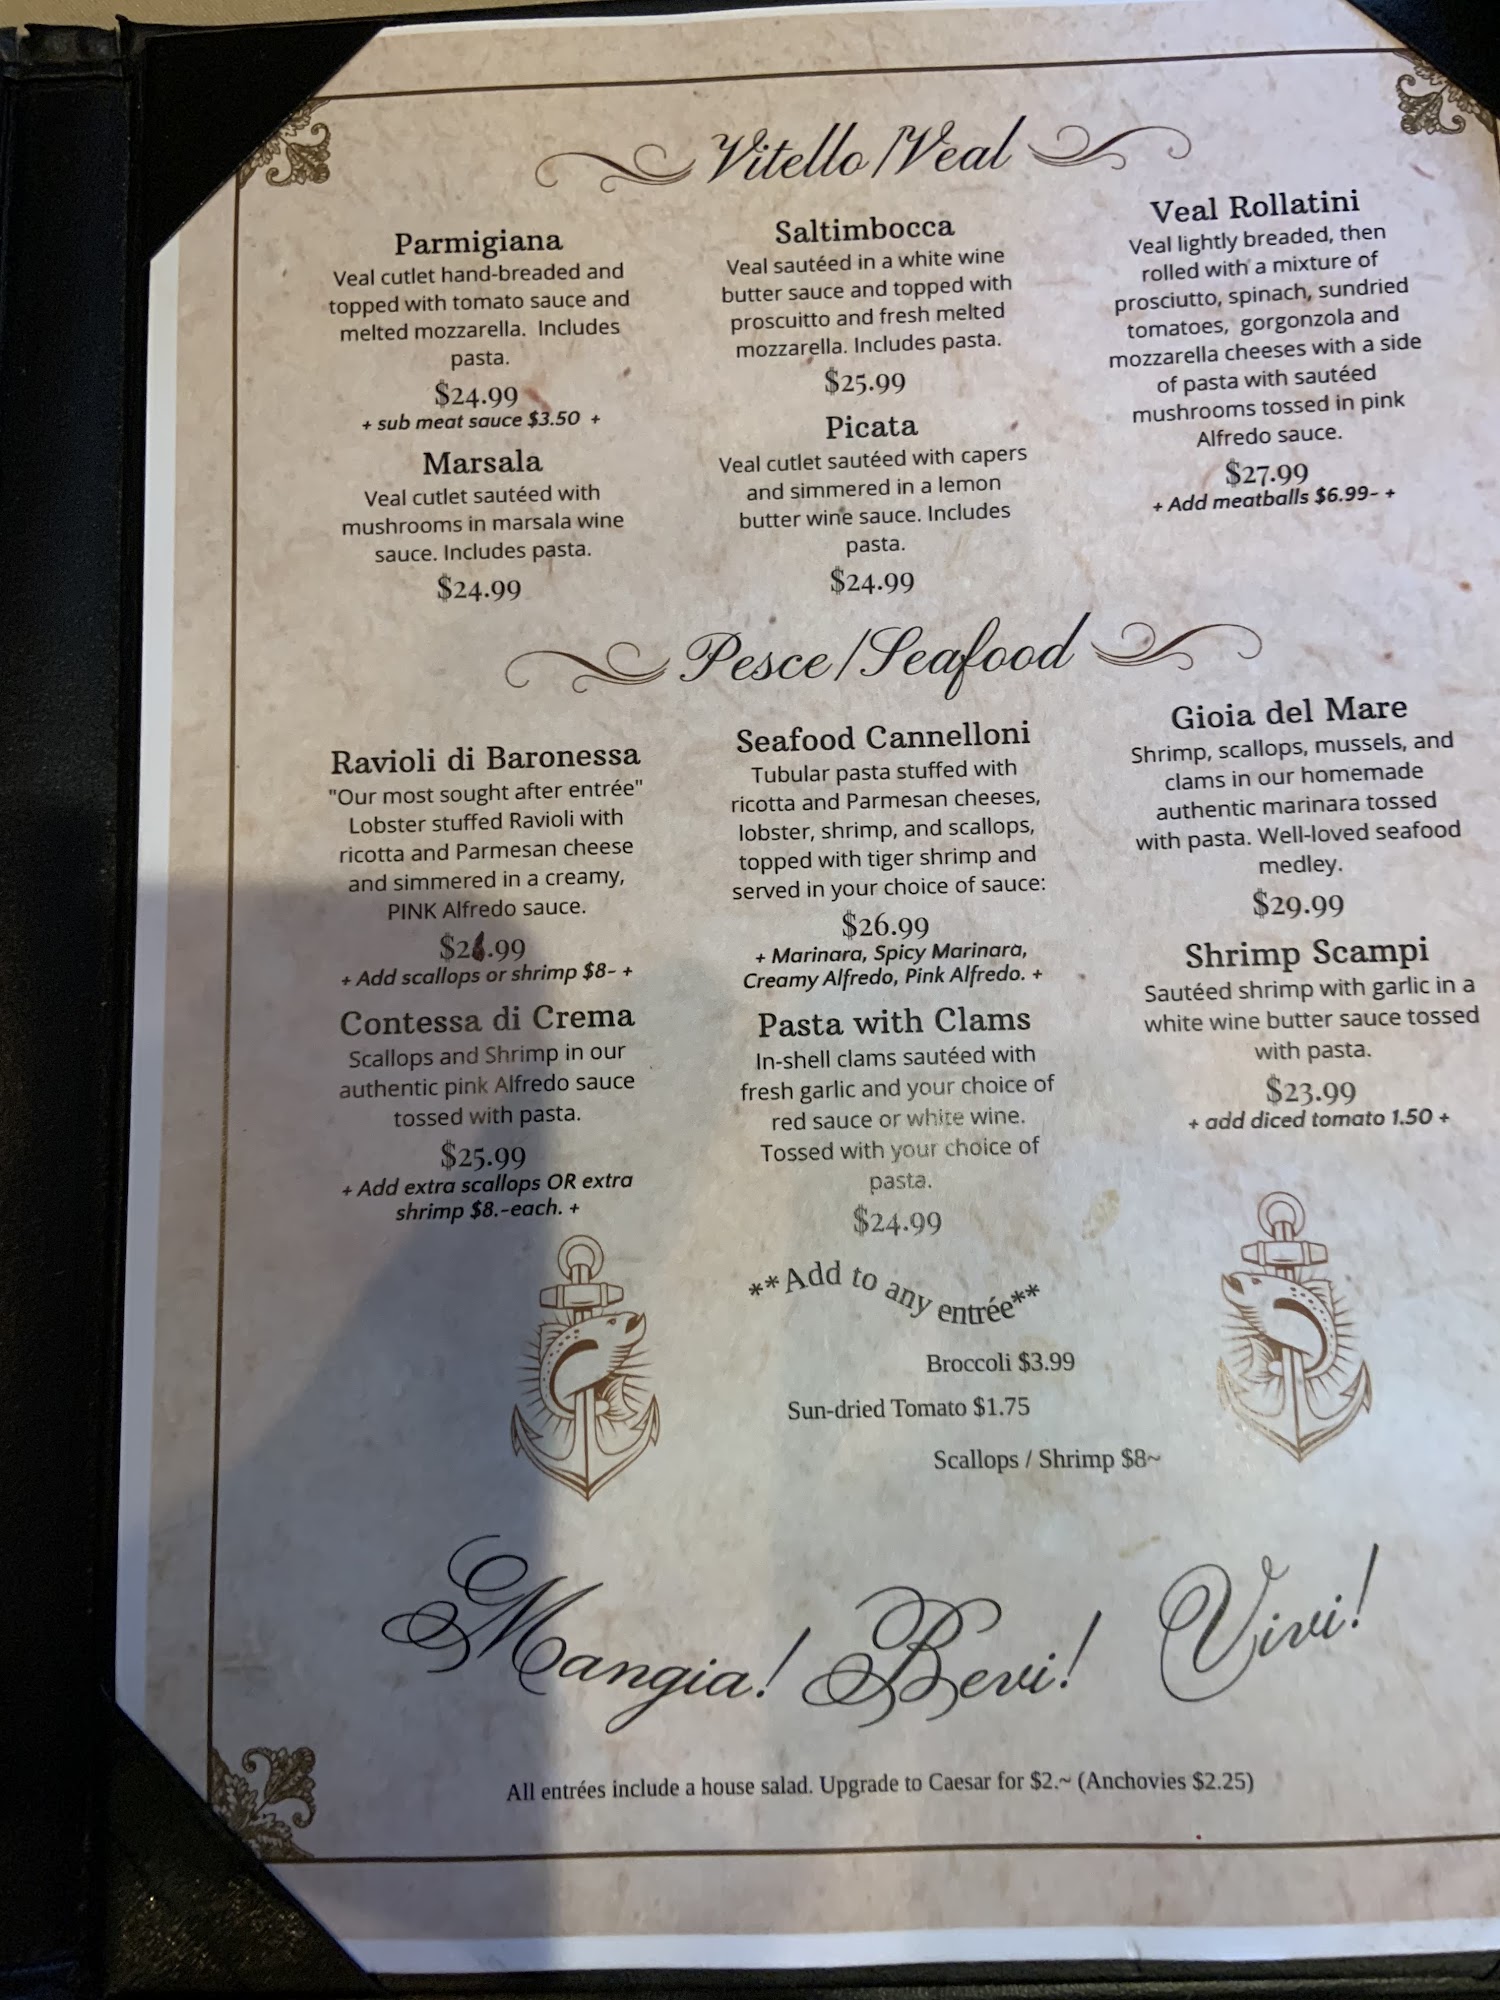 Vitello/Veal
Parmigiana
Veal cutlet hand-breaded and
topped with tomato sauce and
melted mozzarella. Includes
pasta.
$24.99
+ sub meat sauce $3.50 +
Marsala
Veal cutlet sautéed with
mushrooms in marsala wine
sauce. Includes pasta.
$24.99
Saltimbocca
Veal sautéed in a white wine
butter sauce and topped with
proscuitto and fresh melted
mozzarella. Includes pasta.
$25.99
Picata
Veal cutlet sautéed with capers
and simmered in a lemon
butter wine sauce. Includes
pasta.
$24.99
Veal Rollatini
Veal lightly breaded, then
rolled with a mixture of
prosciutto, spinach, sundried
tomatoes, gorgonzola and
mozzarella cheeses with a side
of pasta with sautéed
mushrooms tossed in pink
Alfredo sauce.
$27.99
+ Add meatballs $6.99- +
Pesce/Seafood
Ravioli di Baronessa
"Our most sought after entrée"
Lobster stuffed Ravioli with
ricotta and Parmesan cheese
and simmered in a creamy,
PINK Alfredo sauce.
+ Add scallops or shrimp $8- +
Contessa di Crema
Scallops and Shrimp in our
authentic pink Alfredo sauce
tossed with pasta.
$25.99
+ Add extra scallops OR extra
shrimp $8.-each. +
Seafood Cannelloni
Tubular pasta stuffed with
ricotta and Parmesan cheeses,
lobster, shrimp, and scallops,
topped with tiger shrimp and
served in your choice of sauce:
$26.99
+ Marinara, Spicy Marinara,
Creamy Alfredo, Pink Alfredo. +
Pasta with Clams
In-shell clams sautéed with
fresh garlic and your choice of
red sauce or white wine.
Tossed with your choice of
pasta.
$24.99
Gioia del Mare
Shrimp, scallops, mussels, and
clams in our homemade
authentic marinara tossed
with pasta. Well-loved seafood
medley.
$29.99
Shrimp Scampi
Sautéed shrimp with garlic in a
white wine butter sauce tossed
with pasta.
$23.99
+ add diced tomato 1.50 +
**Add to any entrée**
Broccoli $3.99
Sun-dried Tomato $1.75
Scallops / Shrimp $8~
Mangia! Bevi! Vivi!
All entrées include a house salad. Upgrade to Caesar for $2.~ (Anchovies $2.25)